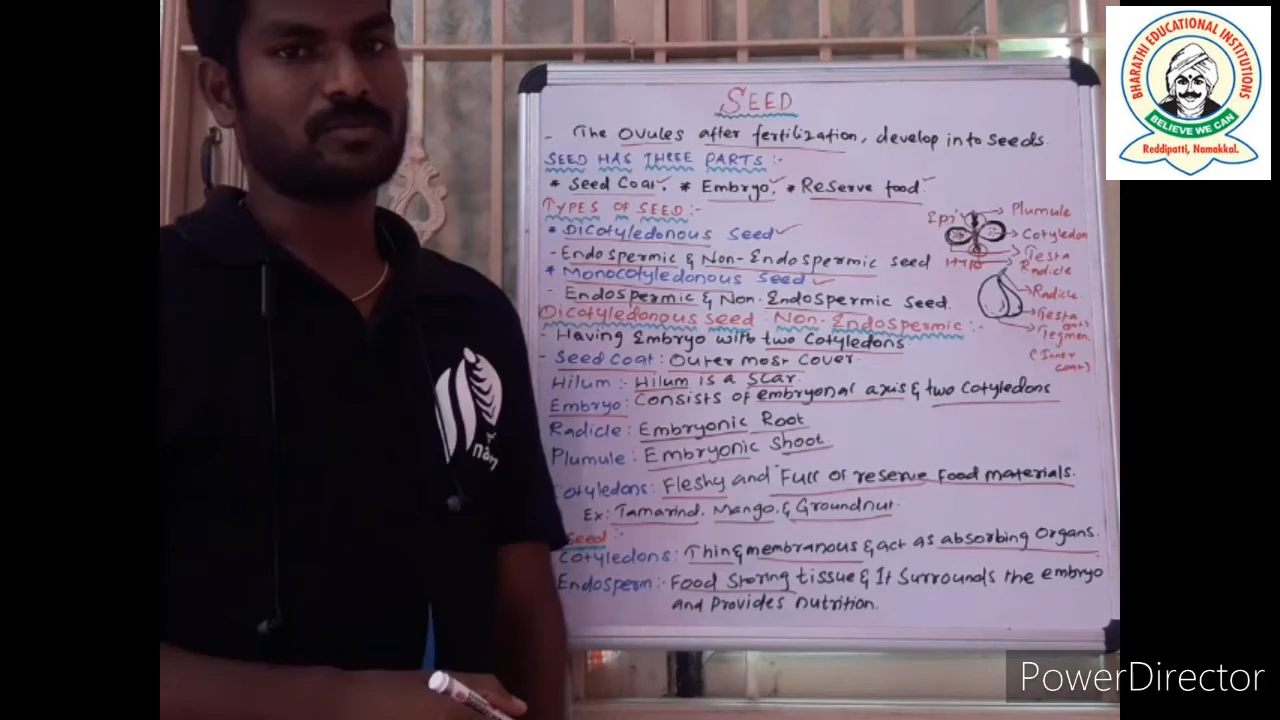 SEED
- The Ovules after fertilization, develop into seeds.
SEED HAS THREE PARTS :-
* Seed Coat. * Embryo. * Reserve food.
TYPES OF SEED:-
* Dicotyledonous Seed
- Endospermic & Non-Endospermic seed
* Monocotyledonous Seed
- Endospermic & Non-Endospermic Seed.
Dicotyledonous seed : Non-Endospermic :-
- Having Embryo with two Cotyledons
- Seed Coat : Outer most Cover.
Hilum :- Hilum is a Scar.
Embryo: Consists of embryonal axis & two Cotyledons
Radicle : Embryonic Root
Plumule : Embryonic Shoot.
Cotyledons: Fleshy and Full of reserve Food materials.
Ex: Tamarind. Mango. & Groundnut.
Seed :-
Cotyledons: Thin & membranous & act as absorbing Organs.
Endosperm:- Food Storing tissue & It Surrounds the embryo
and Provides nutrition.
Epi
Plumule
Cotyledon
Testa
Hypo
Radicle
Radicle
Testa
Tegmen
(Inner
coat)
BHARATHI EDUCATIONAL INSTITUTIONS
BELIEVE WE CAN
Reddipatti, Namakkal.
PowerDirector